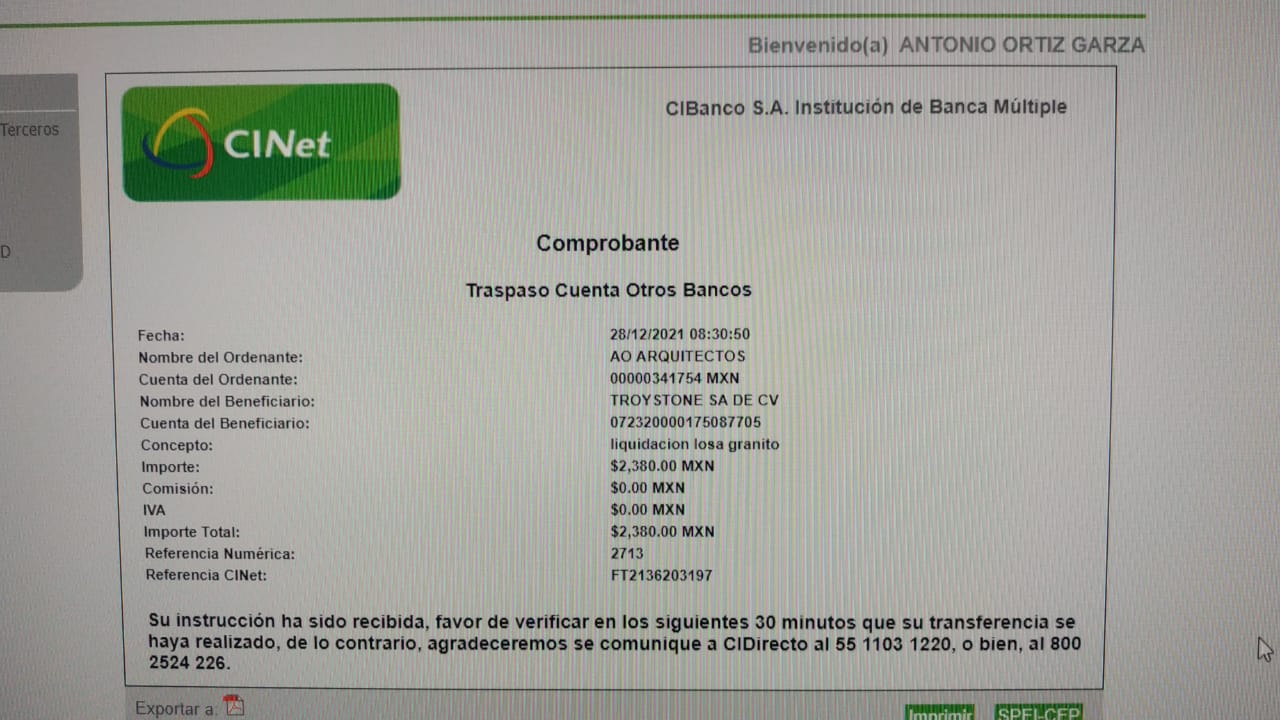 Bienvenido(a) ANTONIO ORTIZ GARZA
Terceros
D
CINet
CIBanco S.A. Institución de Banca Múltiple
Comprobante
Traspaso Cuenta Otros Bancos
Fecha: 28/12/2021 08:30:50
Nombre del Ordenante: AO ARQUITECTOS
Cuenta del Ordenante: 00000341754 MXN
Nombre del Beneficiario: TROYSTONE SA DE CV
Cuenta del Beneficiario: 072320000175087705
Concepto: liquidacion losa granito
Importe: $2,380.00 MXN
Comisión: $0.00 MXN
IVA $0.00 MXN
Importe Total: $2,380.00 MXN
Referencia Numérica: 2713
Referencia CINet: FT2136203197
Su instrucción ha sido recibida, favor de verificar en los siguientes 30 minutos que su transferencia se
haya realizado, de lo contrario, agradeceremos se comunique a CIDirecto al 55 1103 1220, o bien, al 800
2524 226.
Exportar a:
Imprimir SPEI-CEP